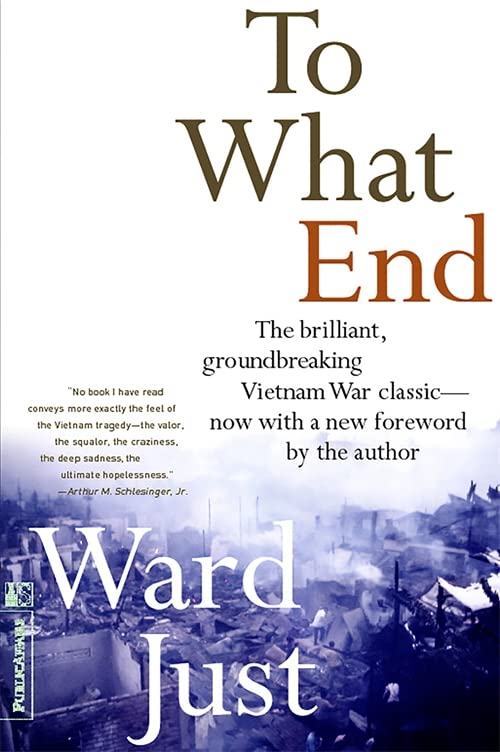 To
What
End
The brilliant,
groundbreaking
Vietnam War classic—
now with a new foreword
by the author
"No book I have read
conveys more exactly the feel of
the Vietnam tragedy—the valor,
the squalor, the craziness,
the deep sadness, the
ultimate hopelessness."
—Arthur M. Schlesinger, Jr.
Ward
Just
PUBLICAFFAIRS